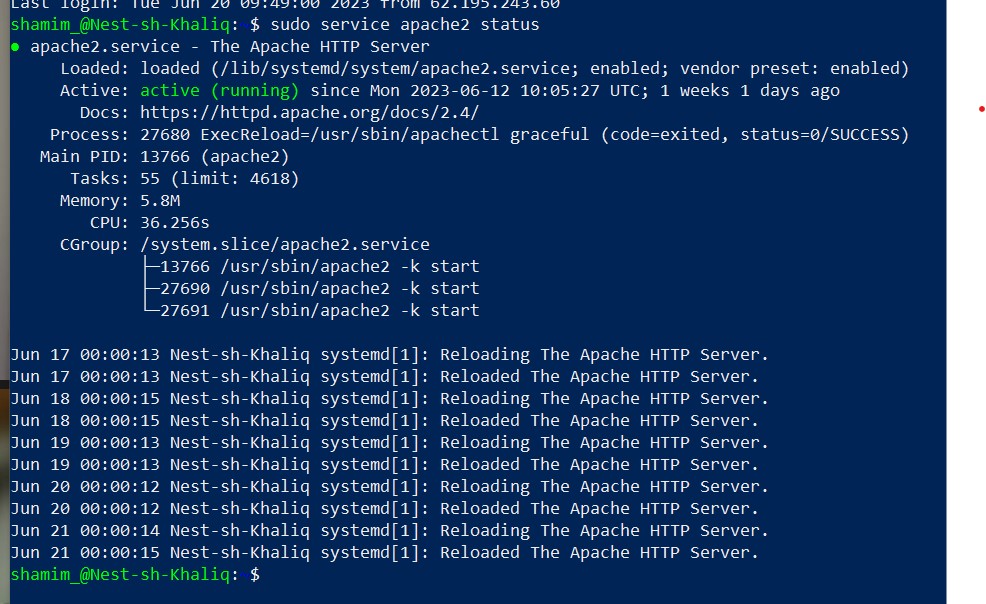 Last login: Tue Jun 20 09:49:00 2023 from 62.195.243.60
shamim_@Nest-sh-Khaliq:~$ sudo service apache2 status
● apache2.service - The Apache HTTP Server
Loaded: loaded (/lib/systemd/system/apache2.service; enabled; vendor preset: enabled)
Active: active (running) since Mon 2023-06-12 10:05:27 UTC; 1 weeks 1 days ago
Docs: https://httpd.apache.org/docs/2.4/
Process: 27680 ExecReload=/usr/sbin/apachectl graceful (code=exited, status=0/SUCCESS)
Main PID: 13766 (apache2)
Tasks: 55 (limit: 4618)
Memory: 5.8M
CPU: 36.256s
CGroup: /system.slice/apache2.service
├─13766 /usr/sbin/apache2 -k start
├─27690 /usr/sbin/apache2 -k start
└─27691 /usr/sbin/apache2 -k start
Jun 17 00:00:13 Nest-sh-Khaliq systemd[1]: Reloading The Apache HTTP Server.
Jun 17 00:00:13 Nest-sh-Khaliq systemd[1]: Reloaded The Apache HTTP Server.
Jun 18 00:00:15 Nest-sh-Khaliq systemd[1]: Reloading The Apache HTTP Server.
Jun 18 00:00:15 Nest-sh-Khaliq systemd[1]: Reloaded The Apache HTTP Server.
Jun 19 00:00:13 Nest-sh-Khaliq systemd[1]: Reloading The Apache HTTP Server.
Jun 19 00:00:13 Nest-sh-Khaliq systemd[1]: Reloaded The Apache HTTP Server.
Jun 20 00:00:12 Nest-sh-Khaliq systemd[1]: Reloading The Apache HTTP Server.
Jun 20 00:00:12 Nest-sh-Khaliq systemd[1]: Reloaded The Apache HTTP Server.
Jun 21 00:00:14 Nest-sh-Khaliq systemd[1]: Reloading The Apache HTTP Server.
Jun 21 00:00:15 Nest-sh-Khaliq systemd[1]: Reloaded The Apache HTTP Server.
shamim_@Nest-sh-Khaliq:~$